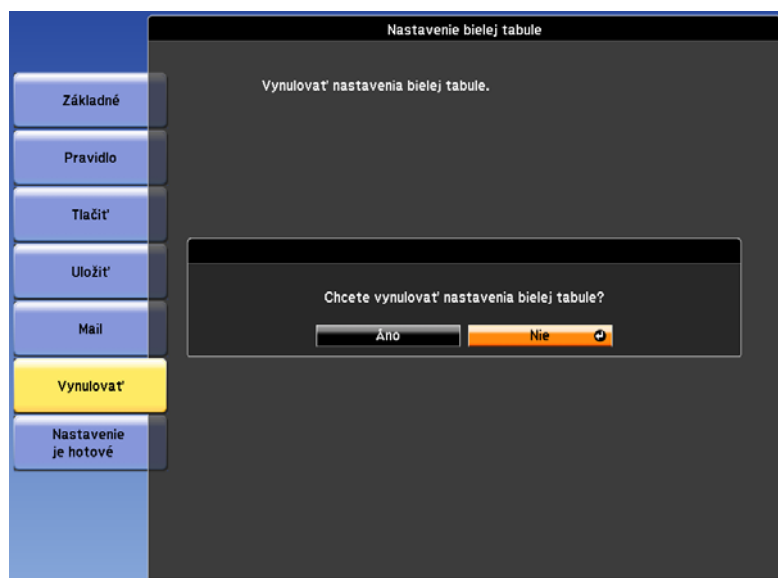 Nastavenie bielej tabule
Vynulovať nastavenia bielej tabule.
Základné
Pravidlo
Tlačiť
Uložiť
Mail
Vynulovať
Nastavenie
je hotové
Chcete vynulovať nastavenia bielej tabule?
Áno
Nie